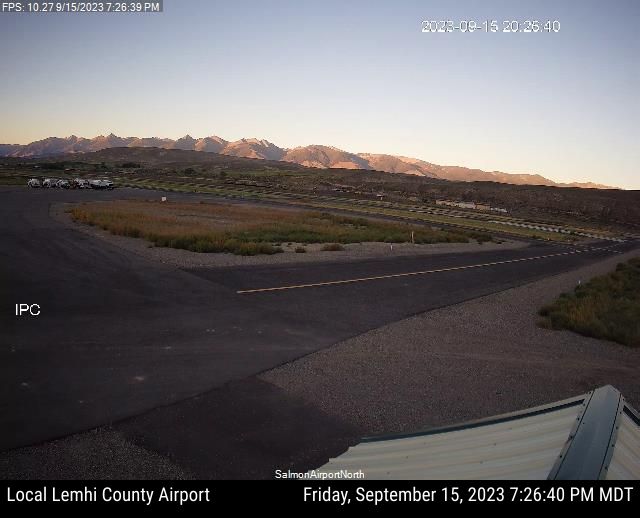 FPS: 10.27 9/15/2023 7:26:39 PM
2023-09-15 20:26:40
IPC
SalmonAirportNorth
Local Lemhi County Airport
Friday, September 15, 2023 7:26:40 PM MDT